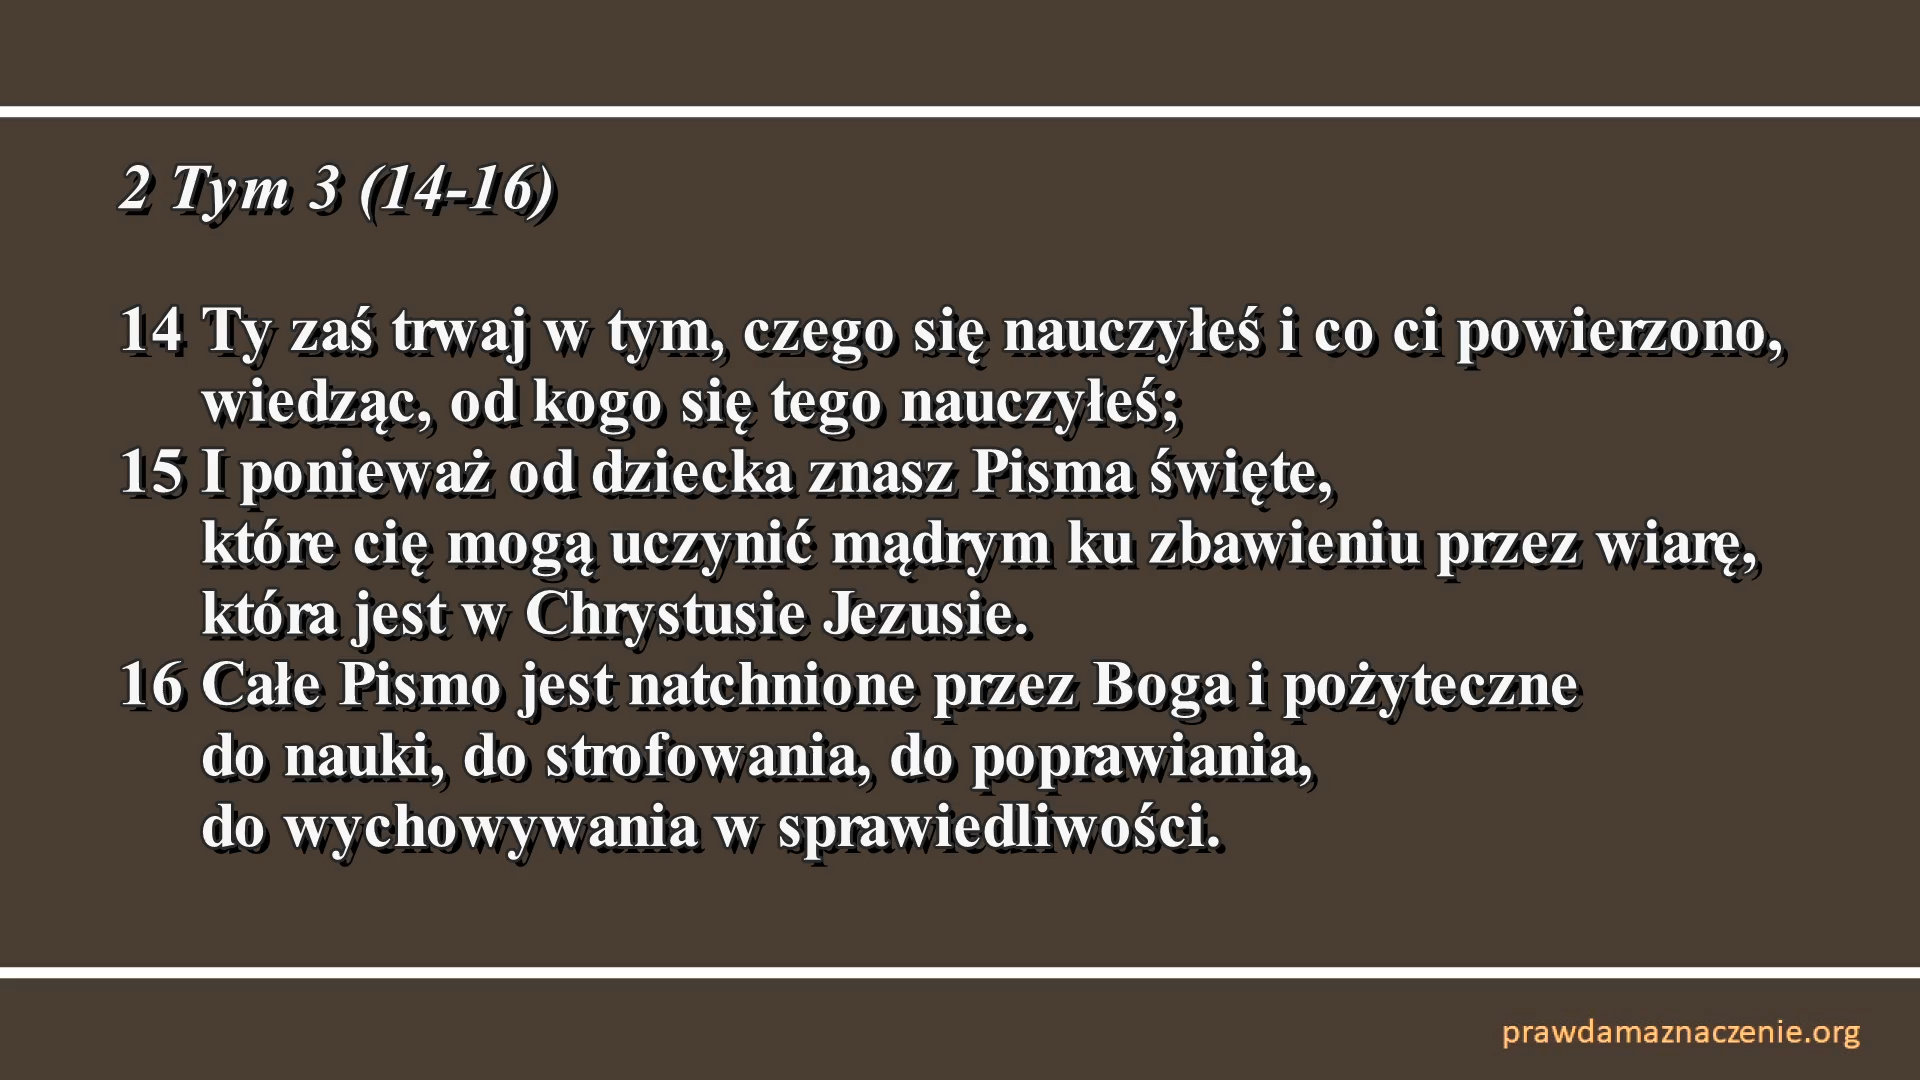 2 Tym 3 (14-16)
14 Ty zaś trwaj w tym, czego się nauczyłeś i co ci powierzono,
wiedząc, od kogo się tego nauczyłeś;
15 I ponieważ od dziecka znasz Pisma święte,
które cię mogą uczynić mądrym ku zbawieniu przez wiarę,
która jest w Chrystusie Jezusie.
16 Całe Pismo jest natchnione przez Boga i pożyteczne
do nauki, do strofowania, do poprawiania,
do wychowywania w sprawiedliwości.
prawdamaznaczenie.org